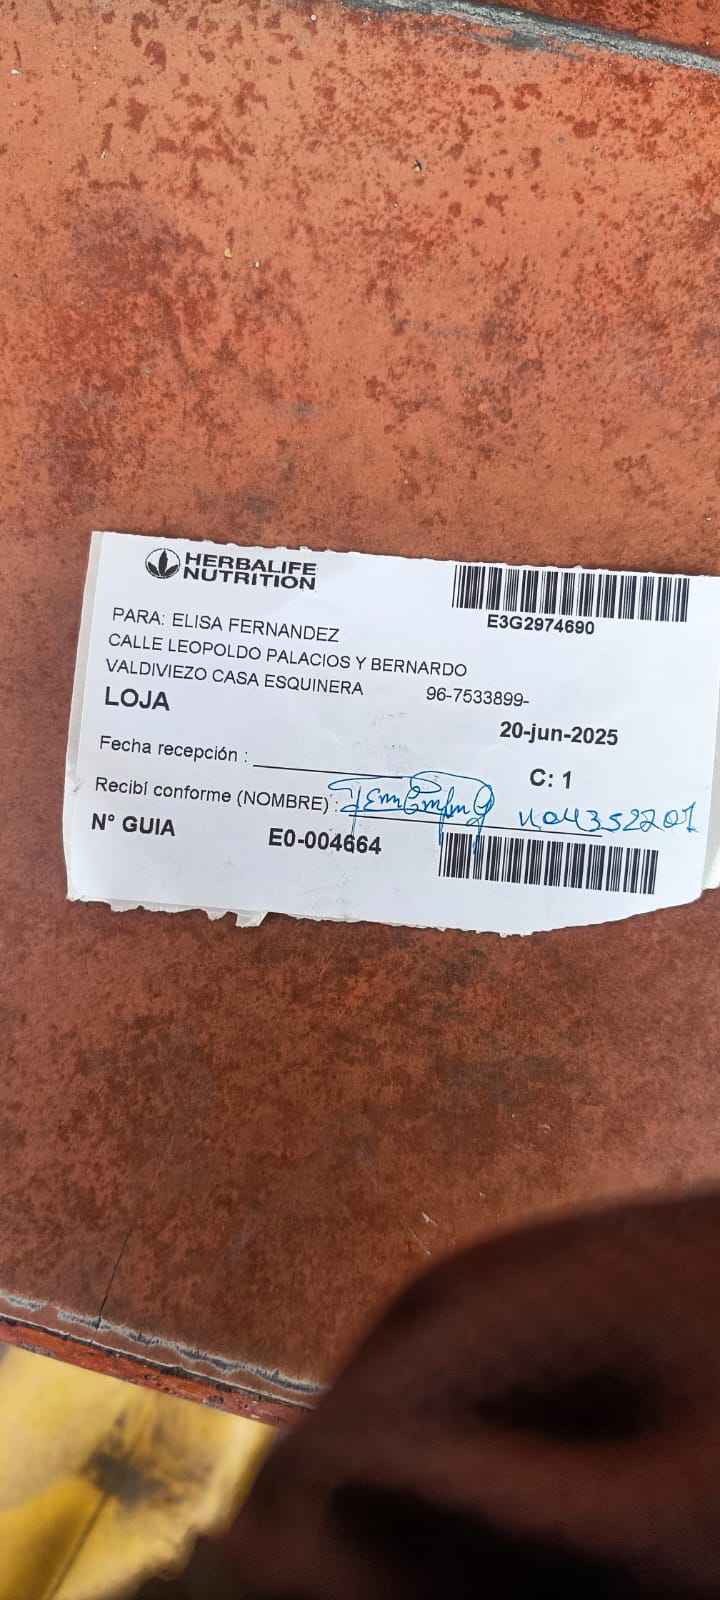 HERBALIFE
NUTRITION
E3G2974690
PARA: ELISA FERNANDEZ
CALLE LEOPOLDO PALACIOS Y BERNARDO
VALDIVIEZO CASA ESQUINERA 96-7533899-
LOJA
20-jun-2025
Fecha recepción :
C: 1
Recibí conforme (NOMBRE) : 1104352201
N° GUIA E0-004664